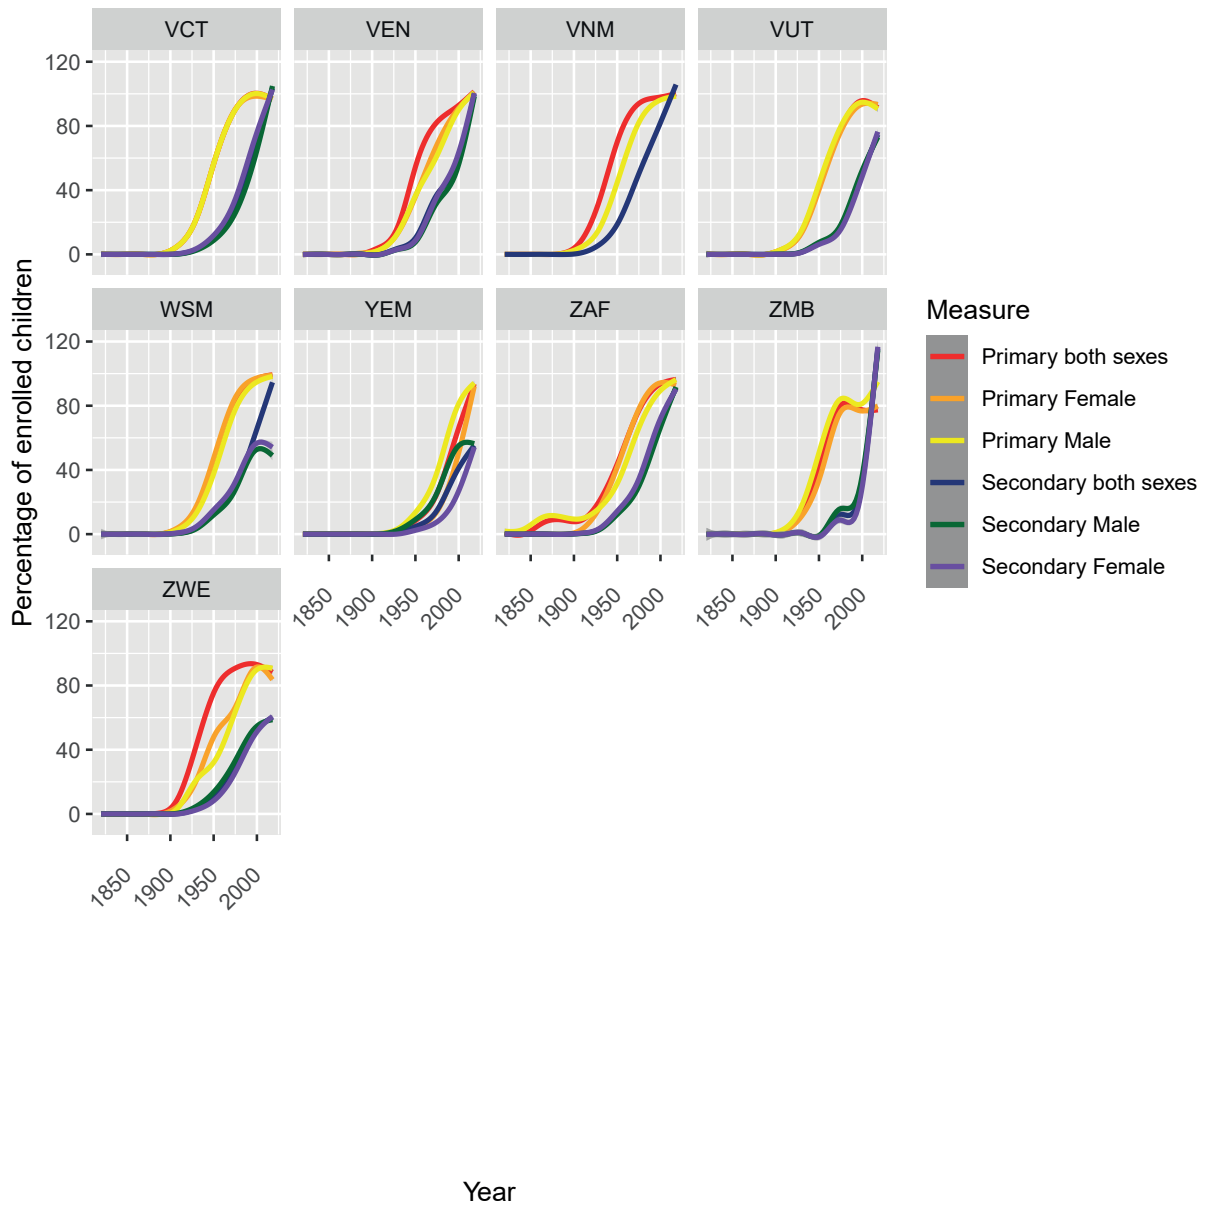 VCT VEN VNM VUT
120
80
40
0
WSM YEM ZAF ZMB
120
80
40
0
1850 1900 1950 2000 1850 1900 1950 2000 1850 1900 1950 2000
ZWE
120
80
40
0
1850 1900 1950 2000
Percentage of enrolled children
Year
Measure
Primary both sexes
Primary Female
Primary Male
Secondary both sexes
Secondary Male
Secondary Female